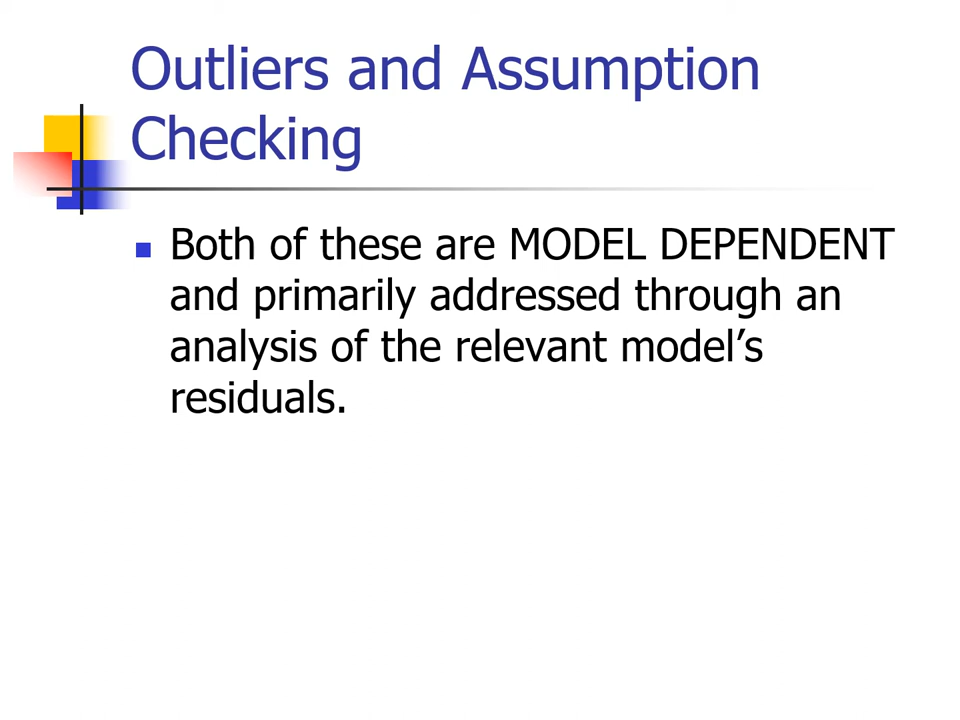 Outliers and Assumption
Checking
Both of these are MODEL DEPENDENT
and primarily addressed through an
analysis of the relevant model’s
residuals.